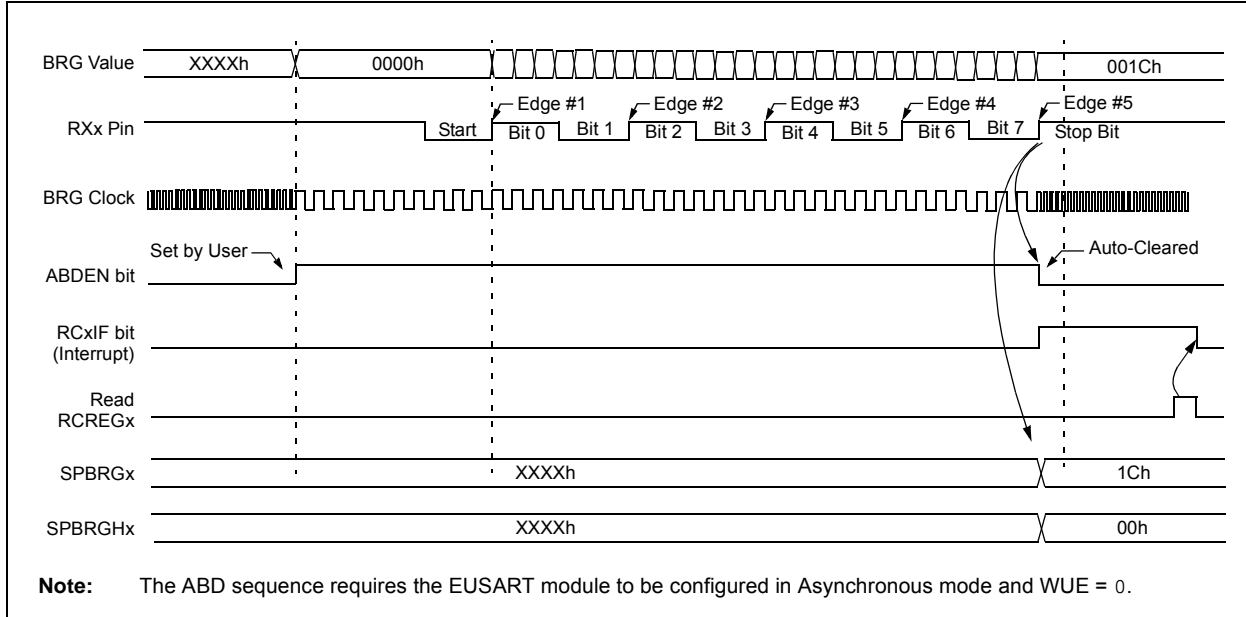 BRG Value XXXXh 0000h 001Ch
Edge #1 Edge #2 Edge #3 Edge #4 Edge #5
RXx Pin Start Bit 0 Bit 1 Bit 2 Bit 3 Bit 4 Bit 5 Bit 6 Bit 7 Stop Bit
BRG Clock
Set by User Auto-Cleared
ABDEN bit
RCxIF bit
(Interrupt)
Read
RCREGx
SPBRGx XXXXh 1Ch
SPBRGHx XXXXh 00h
Note: The ABD sequence requires the EUSART module to be configured in Asynchronous mode and WUE = 0.